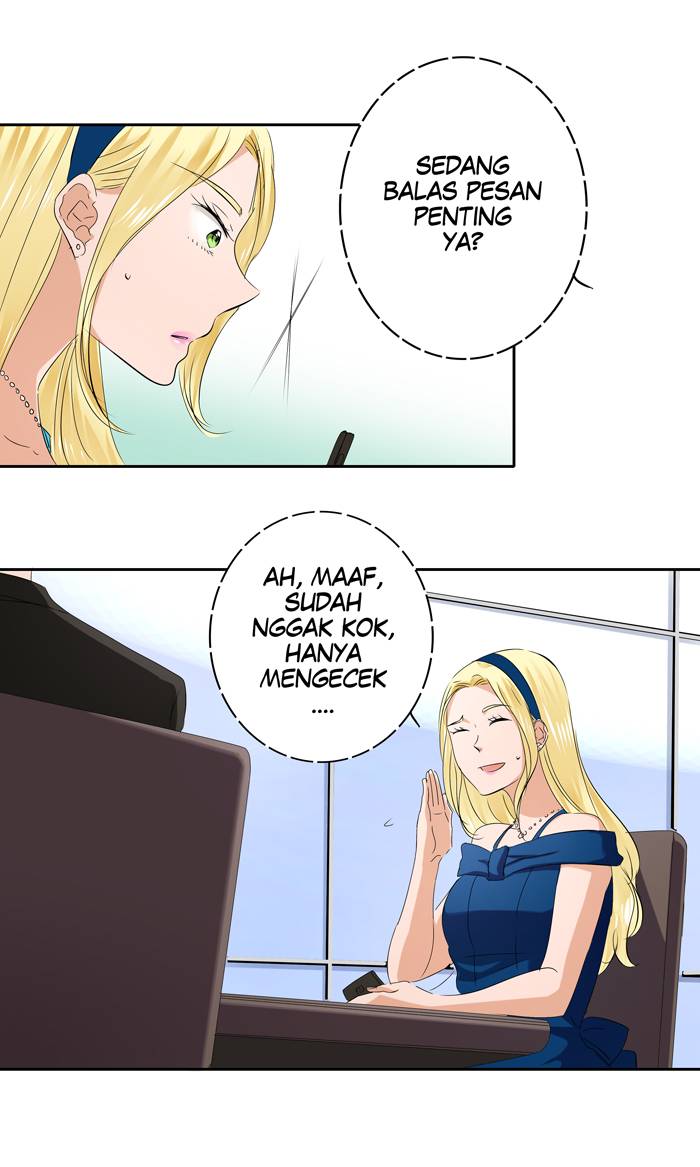 SEDANG
BALAS PESAN
PENTING
YA?
AH, MAAF,
SUDAH
NGGAK KOK,
HANYA
MENGECEK
....